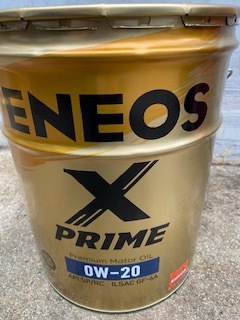 ENEOS
X
PRIME
Premium Motor OIL
0W-20
API SP/RC ILSAC GF-6A